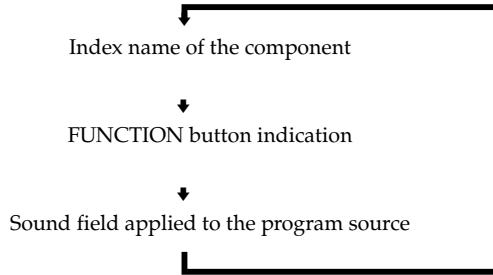 Index name of the component
FUNCTION button indication
Sound field applied to the program source